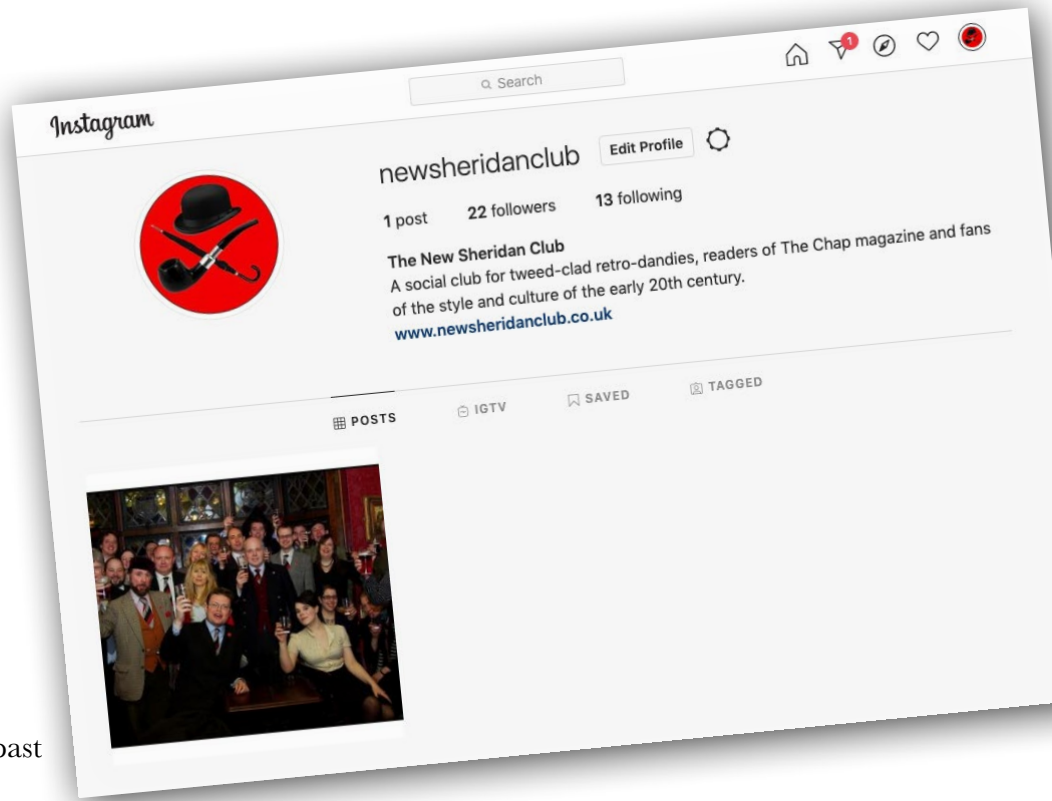 Instagram
Search
1
newsheridanclub
Edit Profile
1 post 22 followers 13 following
The New Sheridan Club
A social club for tweed-clad retro-dandies, readers of The Chap magazine and fans
of the style and culture of the early 20th century.
www.newsheridanclub.co.uk
POSTS IGTV SAVED TAGGED